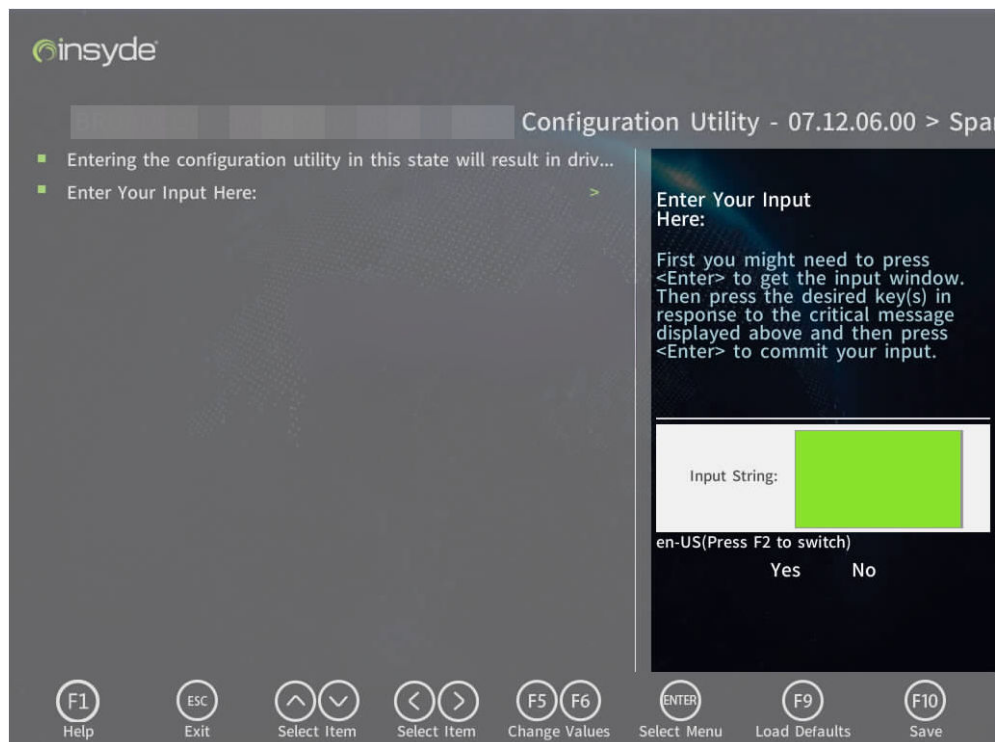 insyde
Configuration Utility - 07.12.06.00 > Spar
Entering the configuration utility in this state will result in driv...
Enter Your Input Here: >
Enter Your Input
Here:
First you might need to press
<Enter> to get the input window.
Then press the desired key(s) in
response to the critical message
displayed above and then press
<Enter> to commit your input.
Input String:
en-US(Press F2 to switch)
Yes No
F1 ESC F5 F6 ENTER F9 F10
Help Exit Select Item Select Item Change Values Select Menu Load Defaults Save